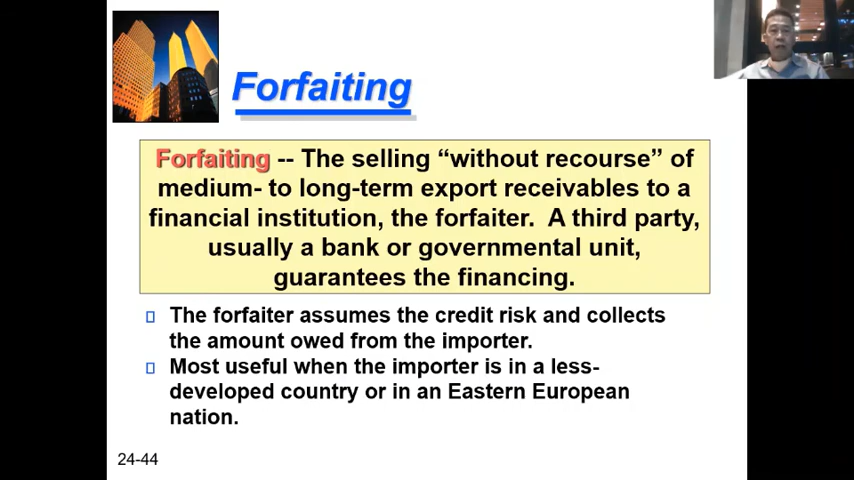 Forfaiting
Forfaiting -- The selling “without recourse” of
medium- to long-term export receivables to a
financial institution, the forfaiter. A third party,
usually a bank or governmental unit,
guarantees the financing.
The forfaiter assumes the credit risk and collects
the amount owed from the importer.
Most useful when the importer is in a less-
developed country or in an Eastern European
nation.
24-44